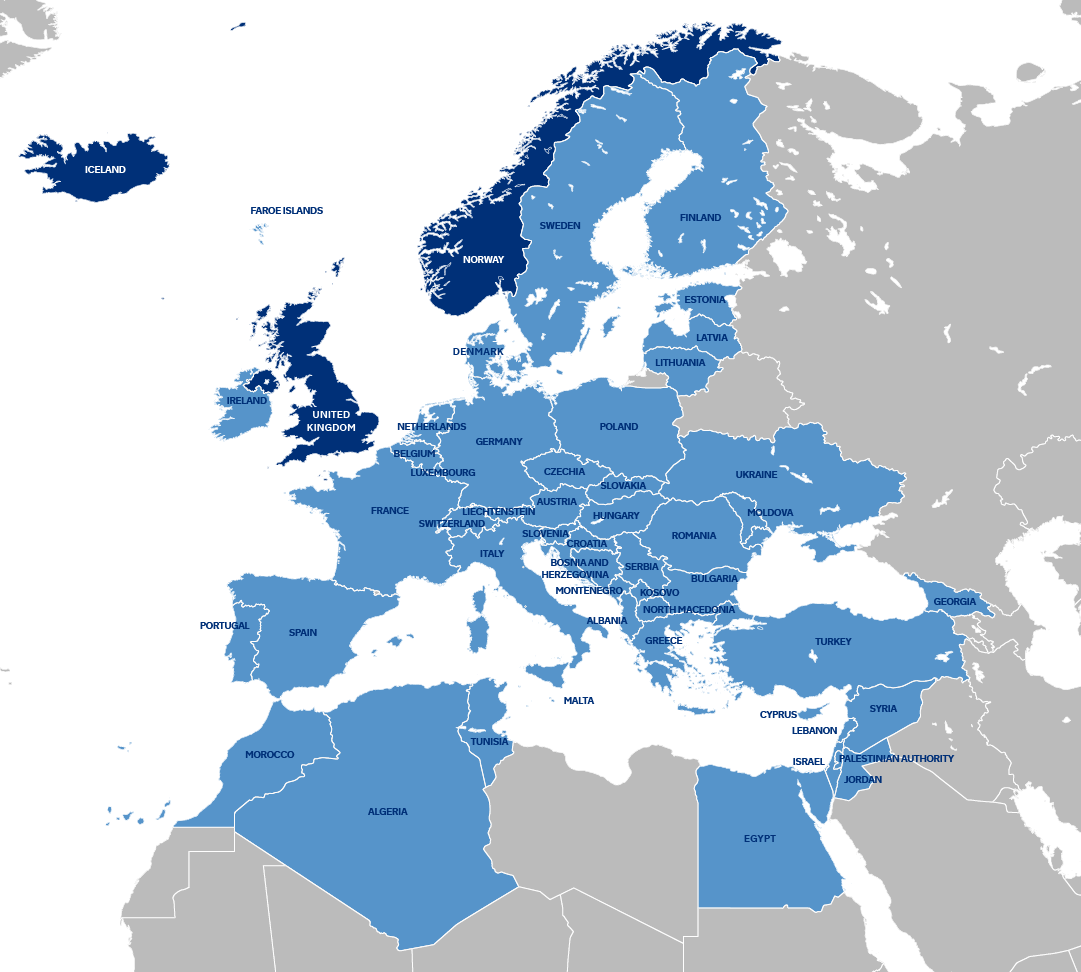 ICELAND
FAROE ISLANDS
FINLAND
SWEDEN
NORWAY
ESTONIA
LATVIA
DENMARK
LITHUANIA
IRELAND
UNITED
KINGDOM
NETHERLANDS
POLAND
GERMANY
BELGIUM
LUXEMBOURG
CZECHIA
UKRAINE
SLOVAKIA
AUSTRIA
FRANCE
LIECHTENSTEIN
HUNGARY
MOLDOVA
SWITZERLAND
SLOVENIA
ROMANIA
CROATIA
ITALY
BOSNIA AND
HERZEGOVINA
SERBIA
BULGARIA
MONTENEGRO
KOSOVO
GEORGIA
NORTH MACEDONIA
ALBANIA
PORTUGAL
SPAIN
GREECE
TURKEY
MALTA
SYRIA
CYPRUS
LEBANON
TUNISIA
MOROCCO
ISRAEL
PALESTINIAN AUTHORITY
JORDAN
ALGERIA
EGYPT